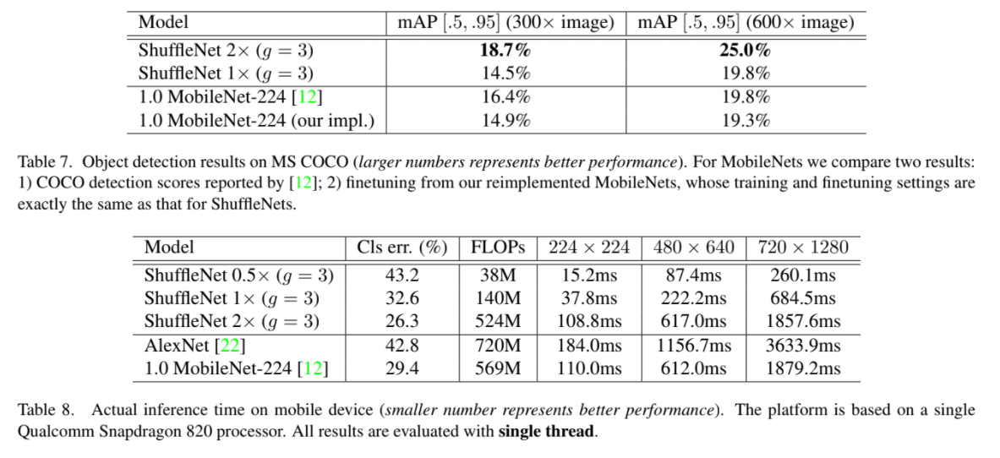 Model mAP [.5, .95] (300× image) mAP [.5, .95] (600× image)
ShuffleNet 2× (g = 3) 18.7% 25.0%
ShuffleNet 1× (g = 3) 14.5% 19.8%
1.0 MobileNet-224 [12] 16.4% 19.8%
1.0 MobileNet-224 (our impl.) 14.9% 19.3%
Table 7. Object detection results on MS COCO (larger numbers represents better performance). For MobileNets we compare two results:
1) COCO detection scores reported by [12]; 2) finetuning from our reimplemented MobileNets, whose training and finetuning settings are
exactly the same as that for ShuffleNets.
Model Cls err. (%) FLOPs 224 × 224 480 × 640 720 × 1280
ShuffleNet 0.5× (g = 3) 43.2 38M 15.2ms 87.4ms 260.1ms
ShuffleNet 1× (g = 3) 32.6 140M 37.8ms 222.2ms 684.5ms
ShuffleNet 2× (g = 3) 26.3 524M 108.8ms 617.0ms 1857.6ms
AlexNet [22] 42.8 720M 184.0ms 1156.7ms 3633.9ms
1.0 MobileNet-224 [12] 29.4 569M 110.0ms 612.0ms 1879.2ms
Table 8. Actual inference time on mobile device (smaller number represents better performance). The platform is based on a single
Qualcomm Snapdragon 820 processor. All results are evaluated with single thread.